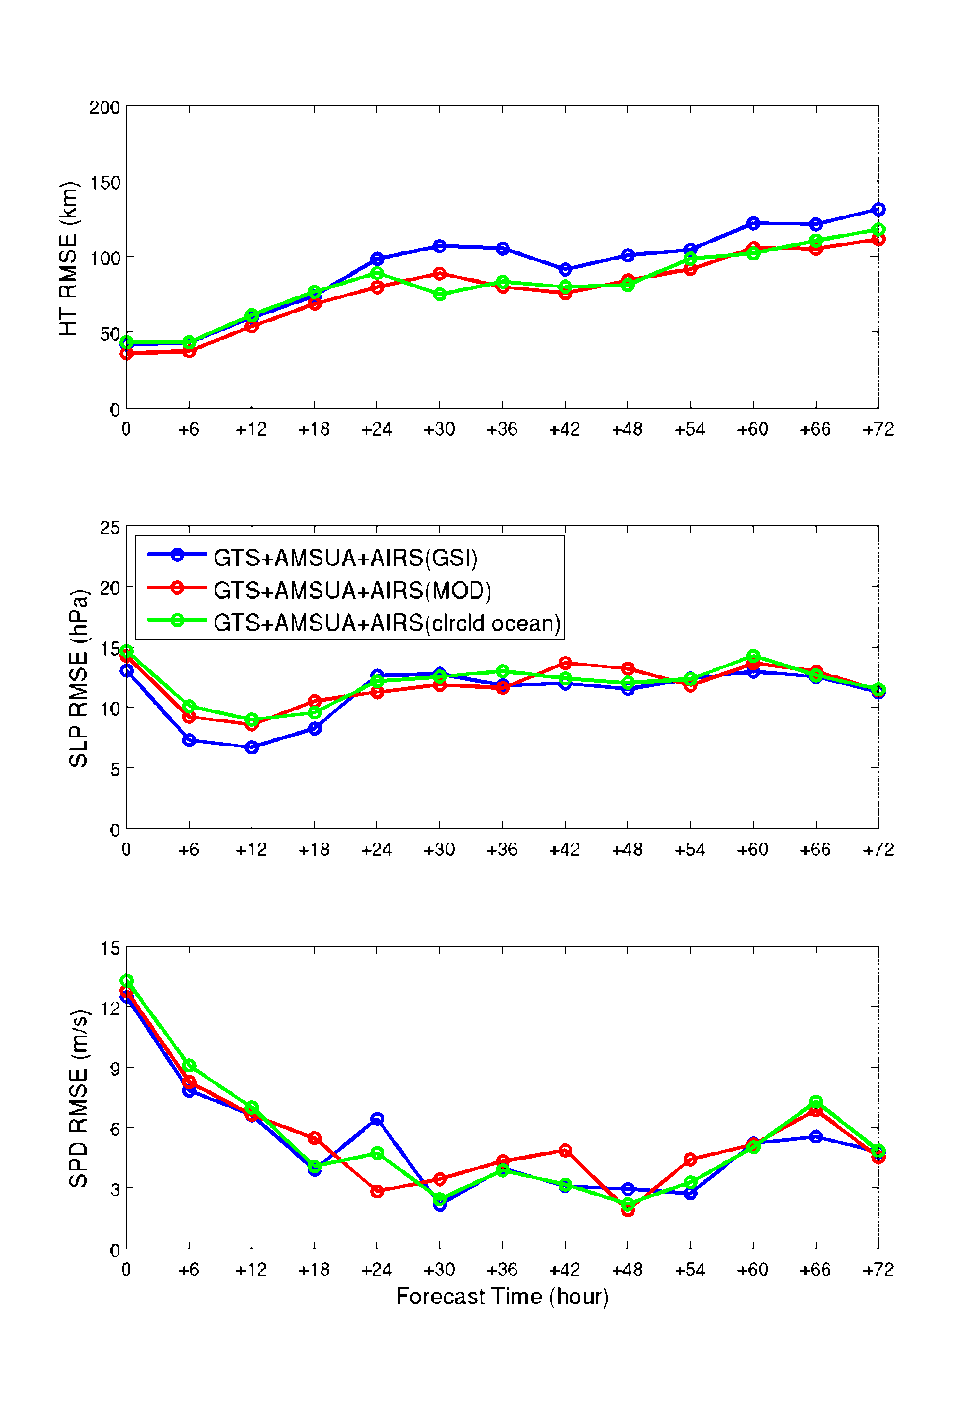 200
150
100
50
0
HT RMSE (km)
0 +6 +12 +18 +24 +30 +36 +42 +48 +54 +60 +66 +72
25
20
15
10
5
0
SLP RMSE (hPa)
GTS+AMSUA+AIRS(GSI)
GTS+AMSUA+AIRS(MOD)
GTS+AMSUA+AIRS(clrcld ocean)
0 +6 +12 +18 +24 +30 +36 +42 +48 +54 +60 +66 +72
15
12
9
6
3
0
SPD RMSE (m/s)
0 +6 +12 +18 +24 +30 +36 +42 +48 +54 +60 +66 +72
Forecast Time (hour)